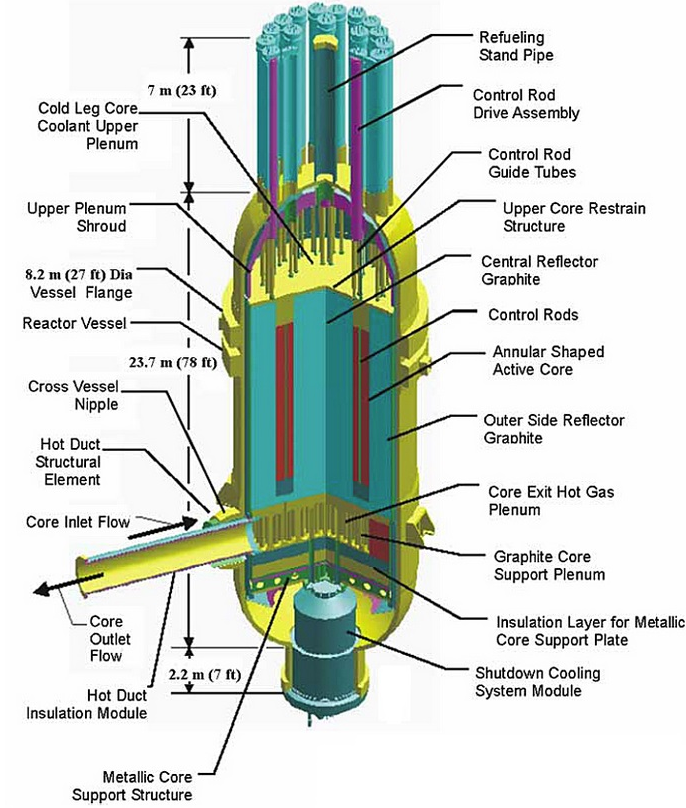 Refueling
Stand Pipe
7 m (23 ft)
Control Rod
Drive Assembly
Cold Leg Core
Coolant Upper
Plenum
Control Rod
Guide Tubes
Upper Plenum
Shroud
Upper Core Restrain
Structure
8.2 m (27 ft) Dia
Vessel Flange
Central Reflector
Graphite
Reactor Vessel
Control Rods
23.7 m (78 ft)
Annular Shaped
Active Core
Cross Vessel
Nipple
Outer Side Reflector
Graphite
Hot Duct
Structural
Element
Core Exit Hot Gas
Plenum
Core Inlet Flow
Graphite Core
Support Plenum
Core
Outlet
Flow
Insulation Layer for Metallic
Core Support Plate
2.2 m (7 ft)
Shutdown Cooling
System Module
Hot Duct
Insulation Module
Metallic Core
Support Structure